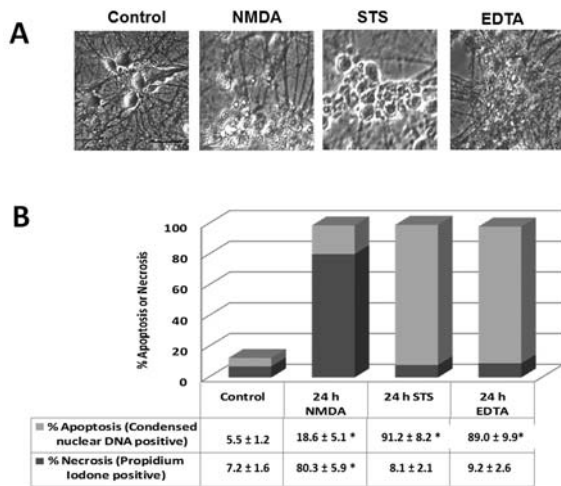 A
Control
NMDA
STS
EDTA
B
% Apoptosis or Necrosis
100
80
60
40
20
0
Control
24 h NMDA
24 h STS
24 h EDTA
% Apoptosis (Condensed nuclear DNA positive)
5.5 ± 1.2
18.6 ± 5.1 *
91.2 ± 8.2 *
89.0 ± 9.9*
% Necrosis (Propidium Iodone positive)
7.2 ± 1.6
80.3 ± 5.9 *
8.1 ± 2.1
9.2 ± 2.6